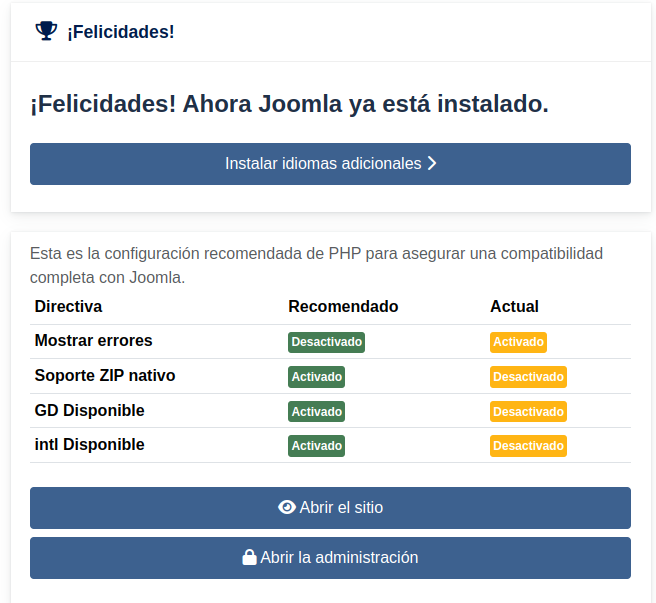 ¡Felicidades!
¡Felicidades! Ahora Joomla ya está instalado.
Instalar idiomas adicionales
Esta es la configuración recomendada de PHP para asegurar una compatibilidad
completa con Joomla.
Directiva Recomendado Actual
Mostrar errores Desactivado Activado
Soporte ZIP nativo Activado Desactivado
GD Disponible Activado Desactivado
intl Disponible Activado Desactivado
Abrir el sitio
Abrir la administración